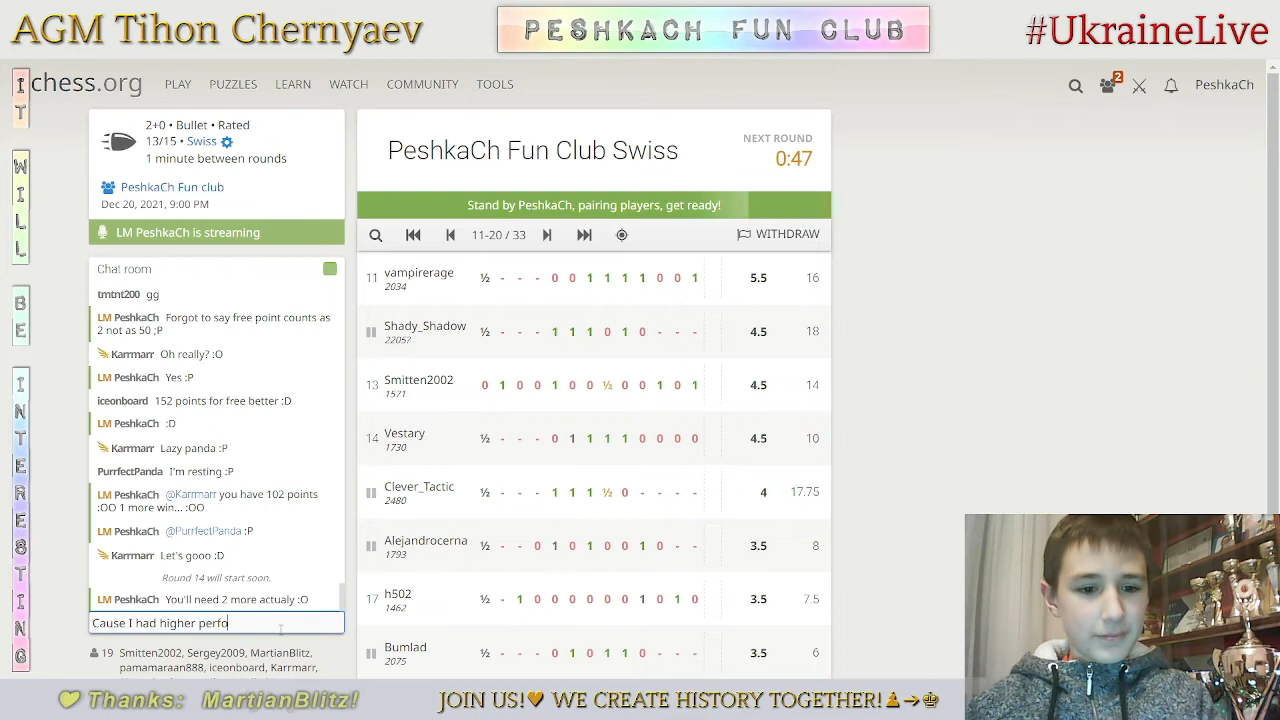 AGM Tihon Chernyaev
PESHKACH FUN CLUB
#UkraineLive
IT WILL BE INTERESTING
chess.org
PLAY PUZZLES LEARN WATCH COMMUNITY TOOLS
2
PeshkaCh
2+0 • Bullet • Rated
13/15 • Swiss
1 minute between rounds
PeshkaCh Fun club
Dec 20, 2021, 9:00 PM
LM PeshkaCh is streaming
Chat room
tmtnt200 gg
LM PeshkaCh Forgot to say free point counts as
2 not as 50 ;P
Karrmarr Oh really? :O
LM PeshkaCh Yes :P
iceonboard 152 points for free better :D
LM PeshkaCh :D
Karrmarr Lazy panda :P
PurrfectPanda I'm resting :P
LM PeshkaCh @Karrmarr you have 102 points
:OO 1 more win... :OO
LM PeshkaCh @PurrfectPanda :P
Karrmarr Let's gooo :D
Round 14 will start soon.
LM PeshkaCh You'll need 2 more actualy :O
Cause I had higher perfo
19 Smitten2002, Sergey2009, MartianBlitz,
pamamaraan888, iceonboard, Karrmarr,
PeshkaCh Fun Club Swiss
NEXT ROUND
0:47
Stand by PeshkaCh, pairing players, get ready!
11-20 / 33
WITHDRAW
11 vampirerage 2034 ½ - - - 0 0 1 1 1 1 0 0 1 5.5 16
Shady_Shadow 22057 ½ - - - 1 1 1 0 1 0 - - - 4.5 18
13 Smitten2002 1571 0 1 0 0 1 0 0 ½ 0 0 1 0 1 4.5 14
14 Vestary 1730 ½ - - - 0 1 1 1 1 0 0 0 0 4.5 10
Clever_Tactic 2480 ½ - - - 1 1 1 ½ 0 - - - - 4 17.75
Alejandrocerna 1793 ½ - - 0 1 0 1 0 0 1 0 - - 3.5 8
17 h502 1462 ½ - 1 0 0 0 0 0 0 1 0 1 0 3.5 7.5
Bumlad 2075 ½ - - - 0 1 0 1 1 0 - - - 3.5 6
Thanks: MartianBlitz!
JOIN US! WE CREATE HISTORY TOGETHER!